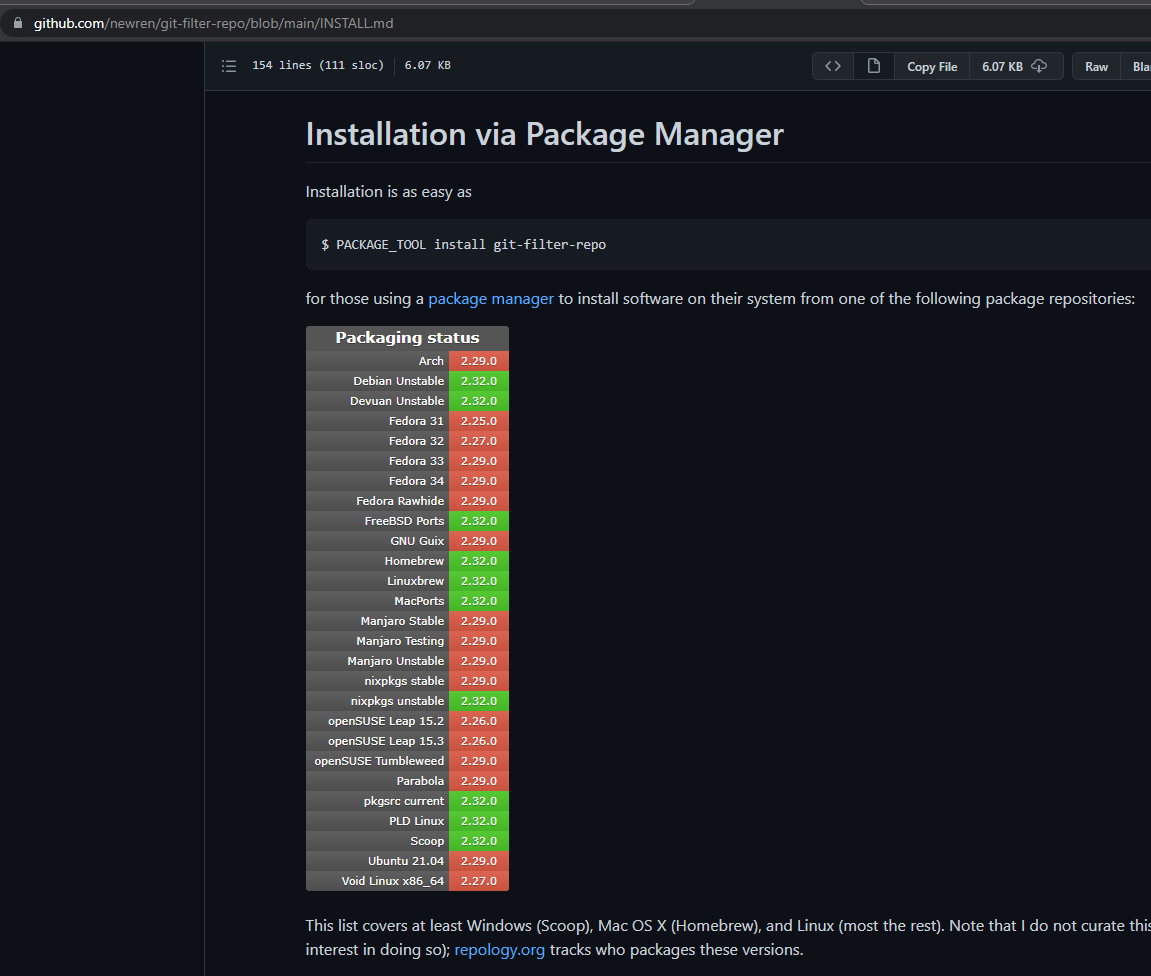 github.com/newren/git-filter-repo/blob/main/INSTALL.md
154 lines (111 sloc) 6.07 KB
<> Copy File 6.07 KB Raw
Installation via Package Manager
Installation is as easy as
$ PACKAGE_TOOL install git-filter-repo
for those using a package manager to install software on their system from one of the following package repositories:
Packaging status
Arch 2.29.0
Debian Unstable 2.32.0
Devuan Unstable 2.32.0
Fedora 31 2.25.0
Fedora 32 2.27.0
Fedora 33 2.29.0
Fedora 34 2.29.0
Fedora Rawhide 2.29.0
FreeBSD Ports 2.32.0
GNU Guix 2.29.0
Homebrew 2.32.0
Linuxbrew 2.32.0
MacPorts 2.32.0
Manjaro Stable 2.29.0
Manjaro Testing 2.29.0
Manjaro Unstable 2.29.0
nixpkgs stable 2.29.0
nixpkgs unstable 2.32.0
openSUSE Leap 15.2 2.26.0
openSUSE Leap 15.3 2.26.0
openSUSE Tumbleweed 2.29.0
Parabola 2.29.0
pkgsrc current 2.32.0
PLD Linux 2.32.0
Scoop 2.32.0
Ubuntu 21.04 2.29.0
Void Linux x86_64 2.27.0
This list covers at least Windows (Scoop), Mac OS X (Homebrew), and Linux (most the rest). Note that I do not curate this
interest in doing so); repology.org tracks who packages these versions.